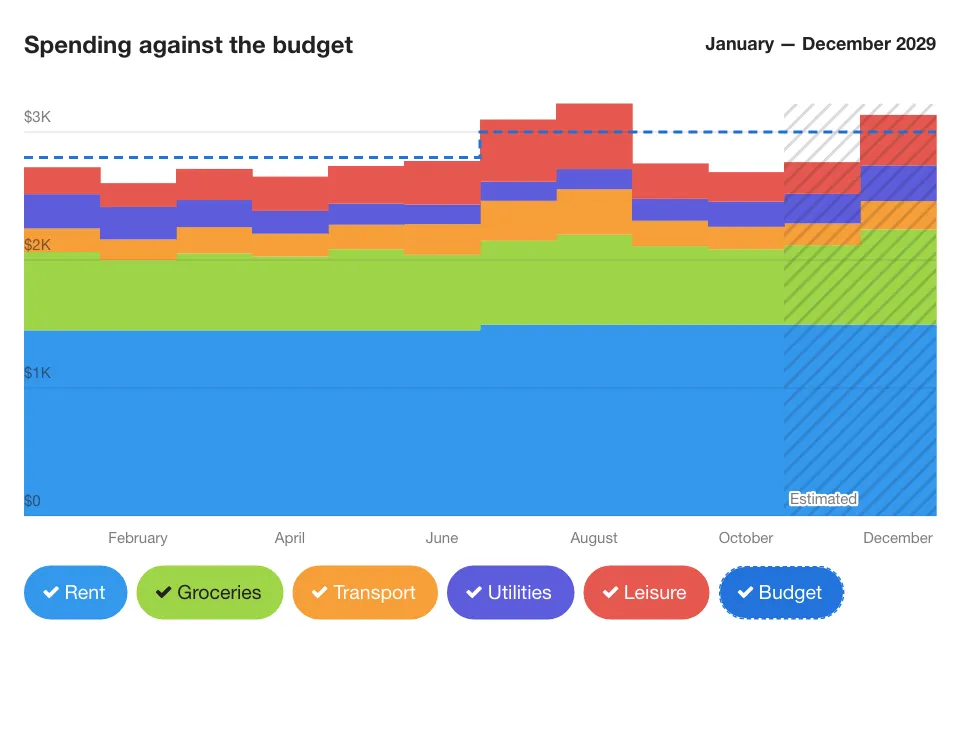 Spending against the budget
January — December 2029
$3K
$2K
$1K
$0
Estimated
February April June August October December
Rent Groceries Transport Utilities Leisure Budget